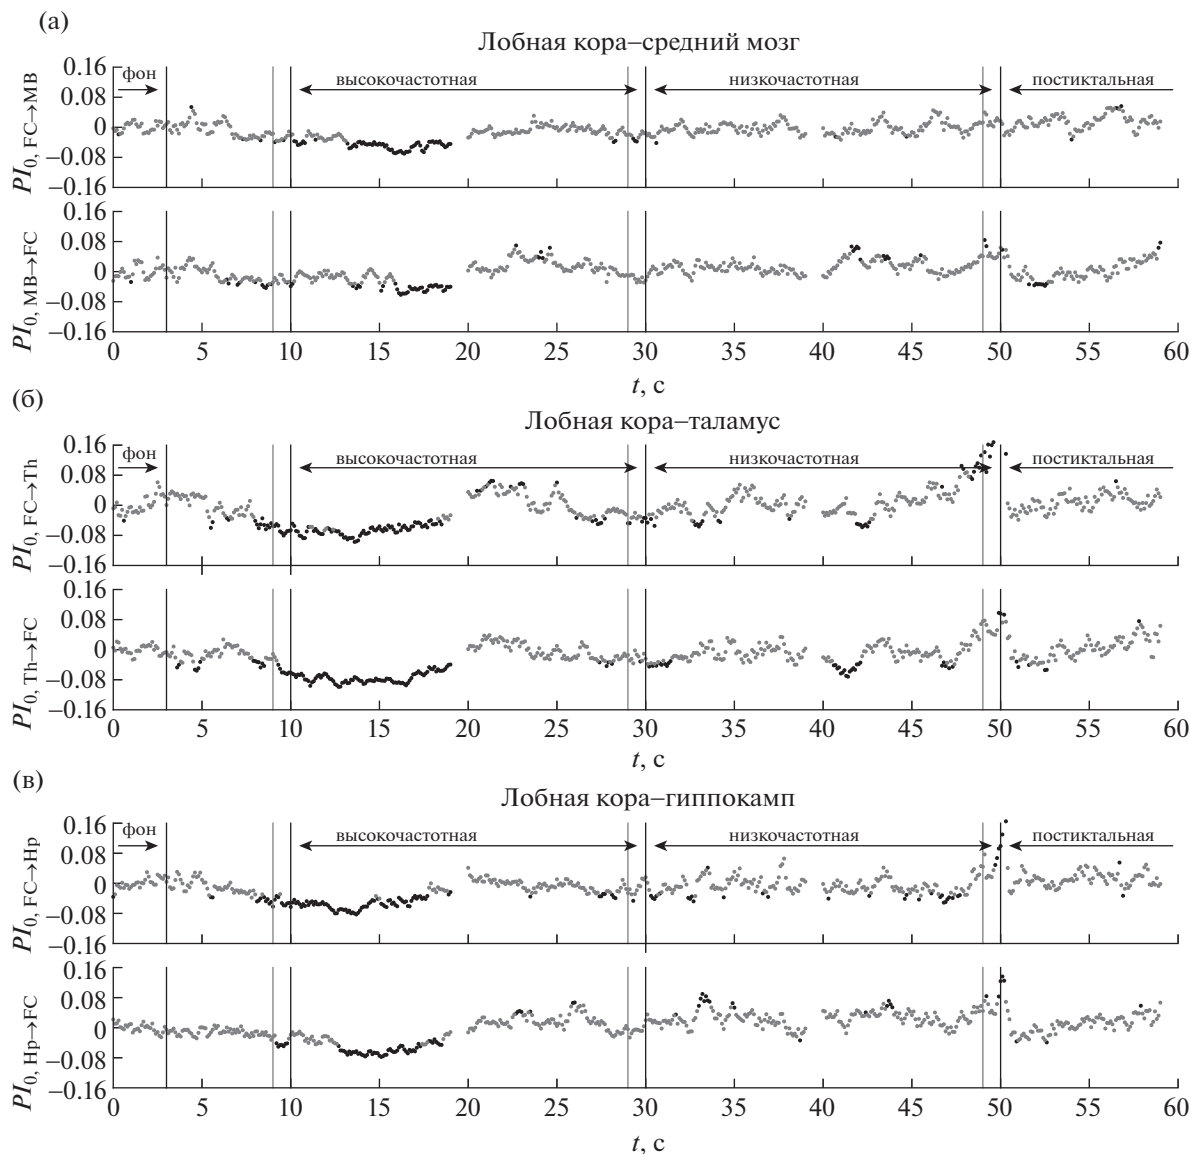 (а)
Лобная кора–средний мозг
фон
высокочастотная
низкочастотная
постиктальная
PI0, FC→MB
0.16
0.08
0
–0.08
–0.16
PI0, MB→FC
0.16
0.08
0
–0.08
–0.16
0 5 10 15 20 25 30 35 40 45 50 55 60
t, с
(б)
Лобная кора–таламус
фон
высокочастотная
низкочастотная
постиктальная
PI0, FC→Th
0.16
0.08
0
–0.08
–0.16
PI0, Th→FC
0.16
0.08
0
–0.08
–0.16
0 5 10 15 20 25 30 35 40 45 50 55 60
t, с
(в)
Лобная кора–гиппокамп
фон
высокочастотная
низкочастотная
постиктальная
PI0, FC→Hp
0.16
0.08
0
–0.08
–0.16
PI0, Hp→FC
0.16
0.08
0
–0.08
–0.16
0 5 10 15 20 25 30 35 40 45 50 55 60
t, с